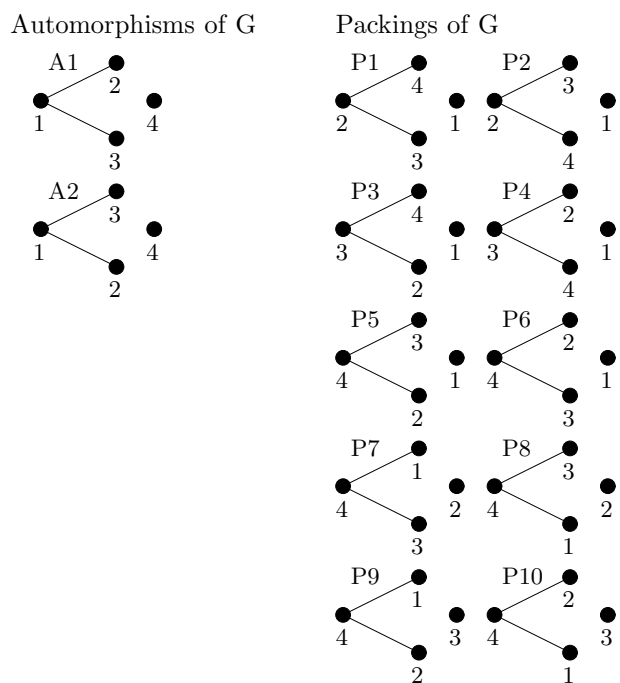 Automorphisms of G Packings of G
A1 P1 P2
2 4 3
1 4 2 1 2 1
3 3 4
A2 P3 P4
3 4 2
1 4 3 1 3 1
2 2 4
P5 P6
3 2
4 1 4 1
2 3
P7 P8
1 3
4 2 4 2
3 1
P9 P10
1 2
4 3 4 3
2 1